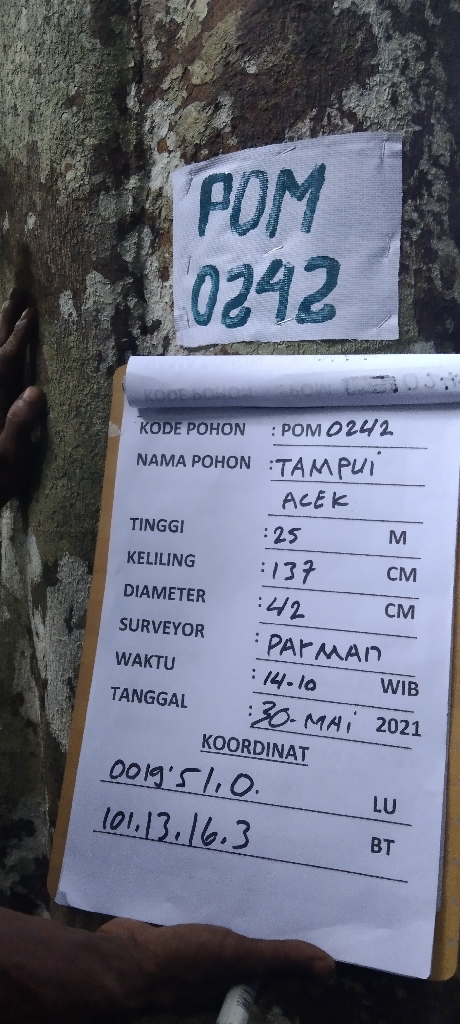 POM
0242
KODE POHON : POM 0242
NAMA POHON : TAMPUI
ACEK
TINGGI : 25 M
KELILING : 137 CM
DIAMETER : 42 CM
SURVEYOR : PARMAN
WAKTU : 14-10 WIB
TANGGAL : 30-MAI 2021
KOORDINAT
0019'51.0. LU
101.13.16.3 BT